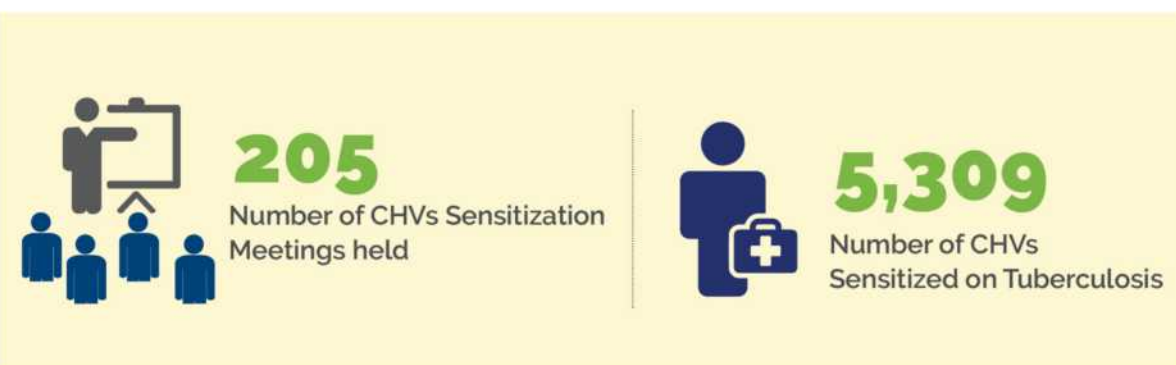 205
Number of CHVs Sensitization
Meetings held
5,309
Number of CHVs
Sensitized on Tuberculosis